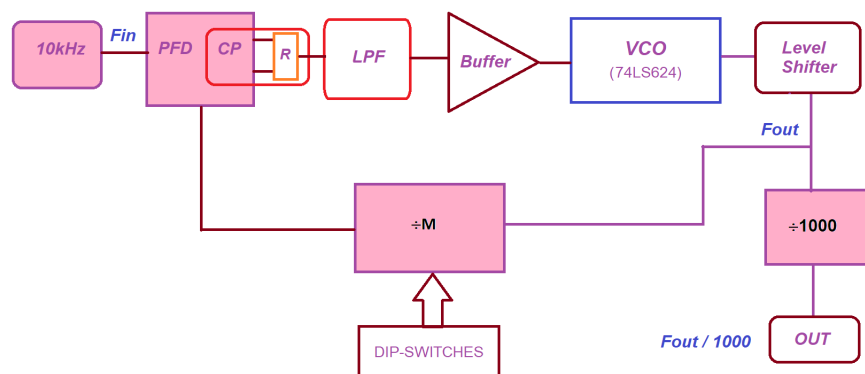 10kHz
Fin
PFD
CP
R
LPF
Buffer
VCO
(74LS624)
Level
Shifter
Fout
÷M
÷1000
DIP-SWITCHES
Fout / 1000
OUT